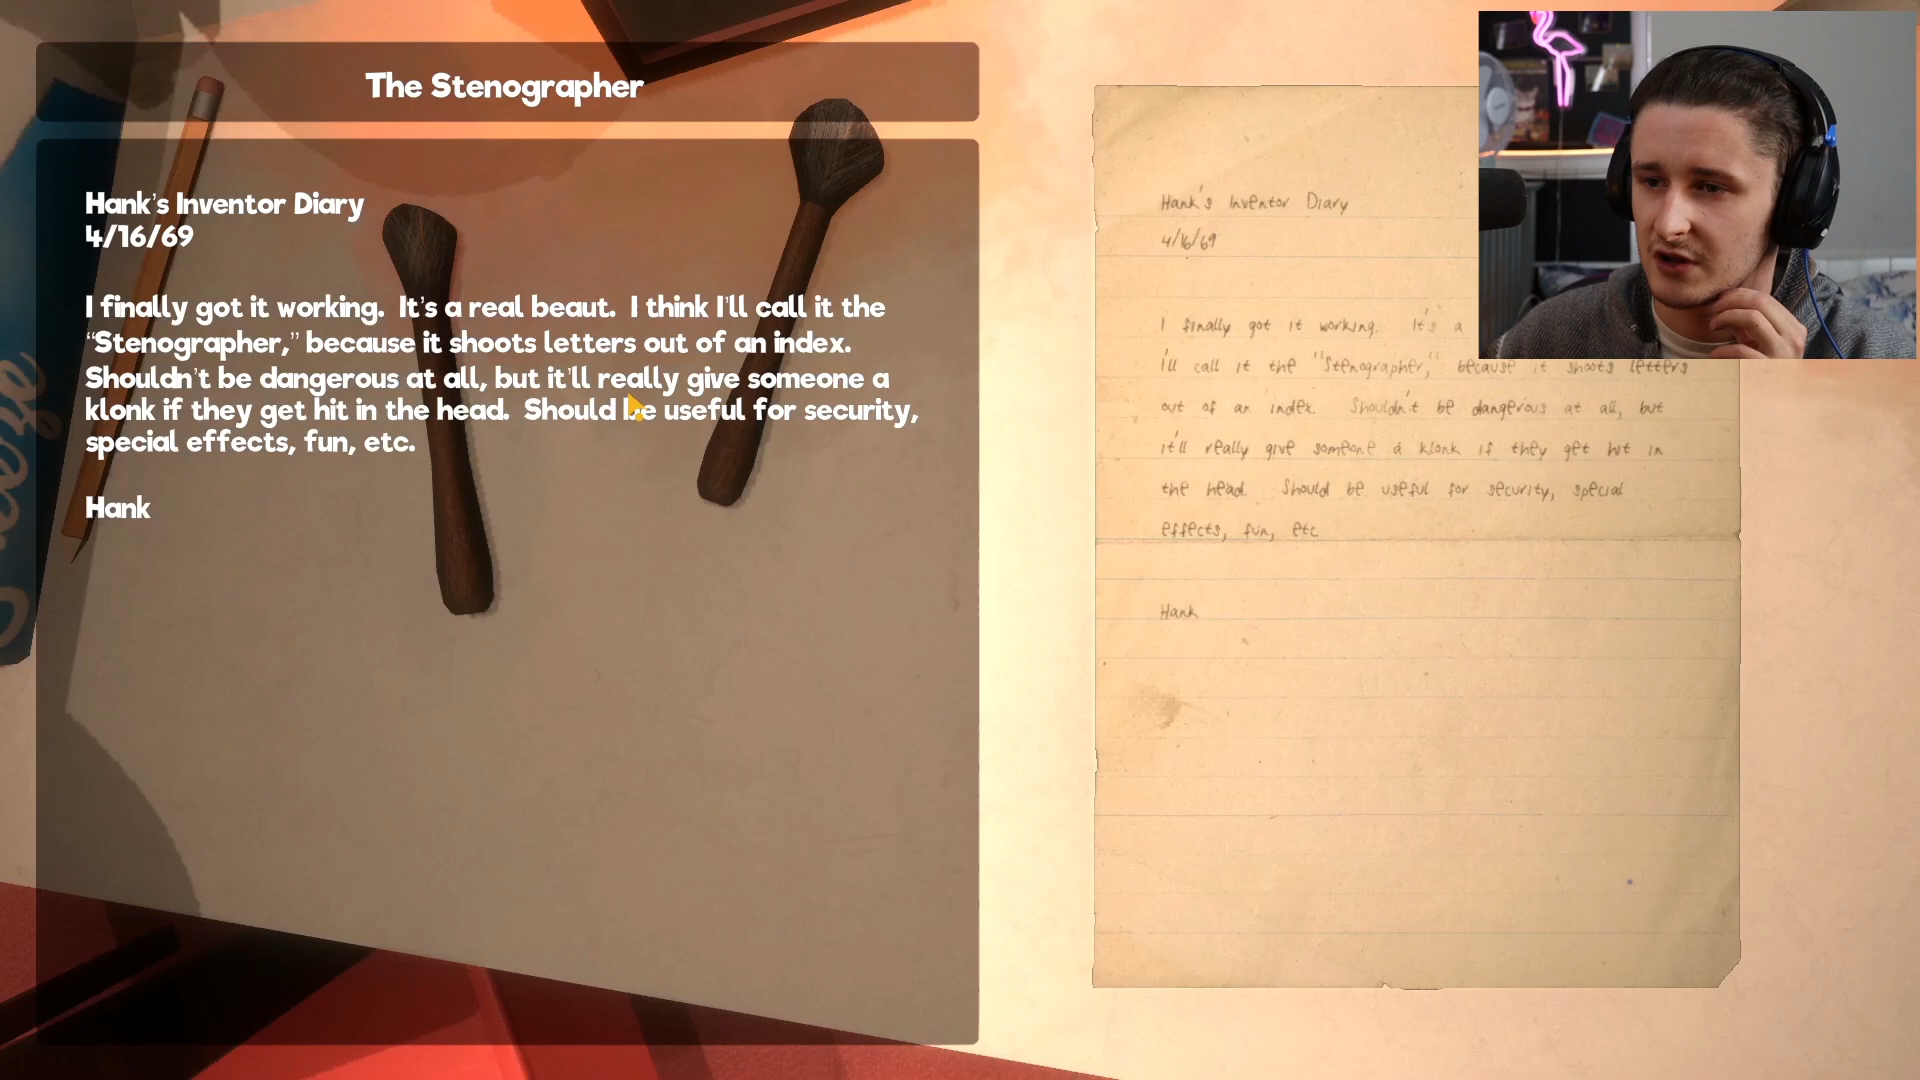 The Stenographer
Hank's Inventor Diary
4/16/69
I finally got it working. It's a real beaut. I think I'll call it the
“Stenographer,” because it shoots letters out of an index.
Shouldn't be dangerous at all, but it'll really give someone a
klonk if they get hit in the head. Should be useful for security,
special effects, fun, etc.
Hank
Hank's Inventor Diary
4/16/69
I finally got it working. It's a
I'll call it the "Stenographer," because it shoots letters
out of an index. Shouldn't be dangerous at all, but
it'll really give someone a klonk if they get hit in
the head. Should be useful for security, special
effects, fun, etc
Hank